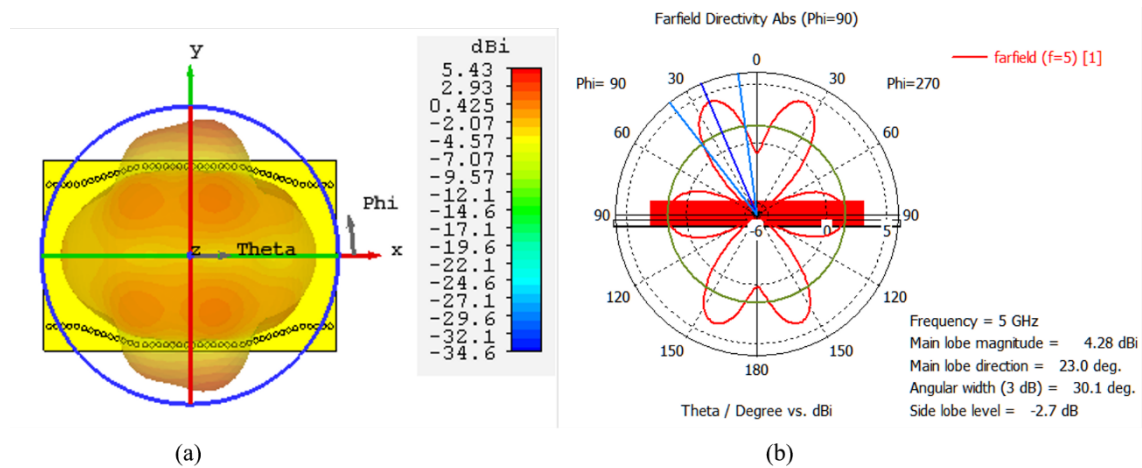 y
x
z
Theta
Phi
dBi
5.43
2.93
0.425
-2.07
-4.57
-7.07
-9.57
-12.1
-14.6
-17.1
-19.6
-22.1
-24.6
-27.1
-29.6
-32.1
-34.6
(a)
Farfield Directivity Abs (Phi=90)
farfield (f=5) [1]
0
30
30
Phi= 90
Phi=270
60
60
90
-6
0
5
90
120
120
150
150
180
Theta / Degree vs. dBi
Frequency = 5 GHz
Main lobe magnitude = 4.28 dBi
Main lobe direction = 23.0 deg.
Angular width (3 dB) = 30.1 deg.
Side lobe level = -2.7 dB
(b)